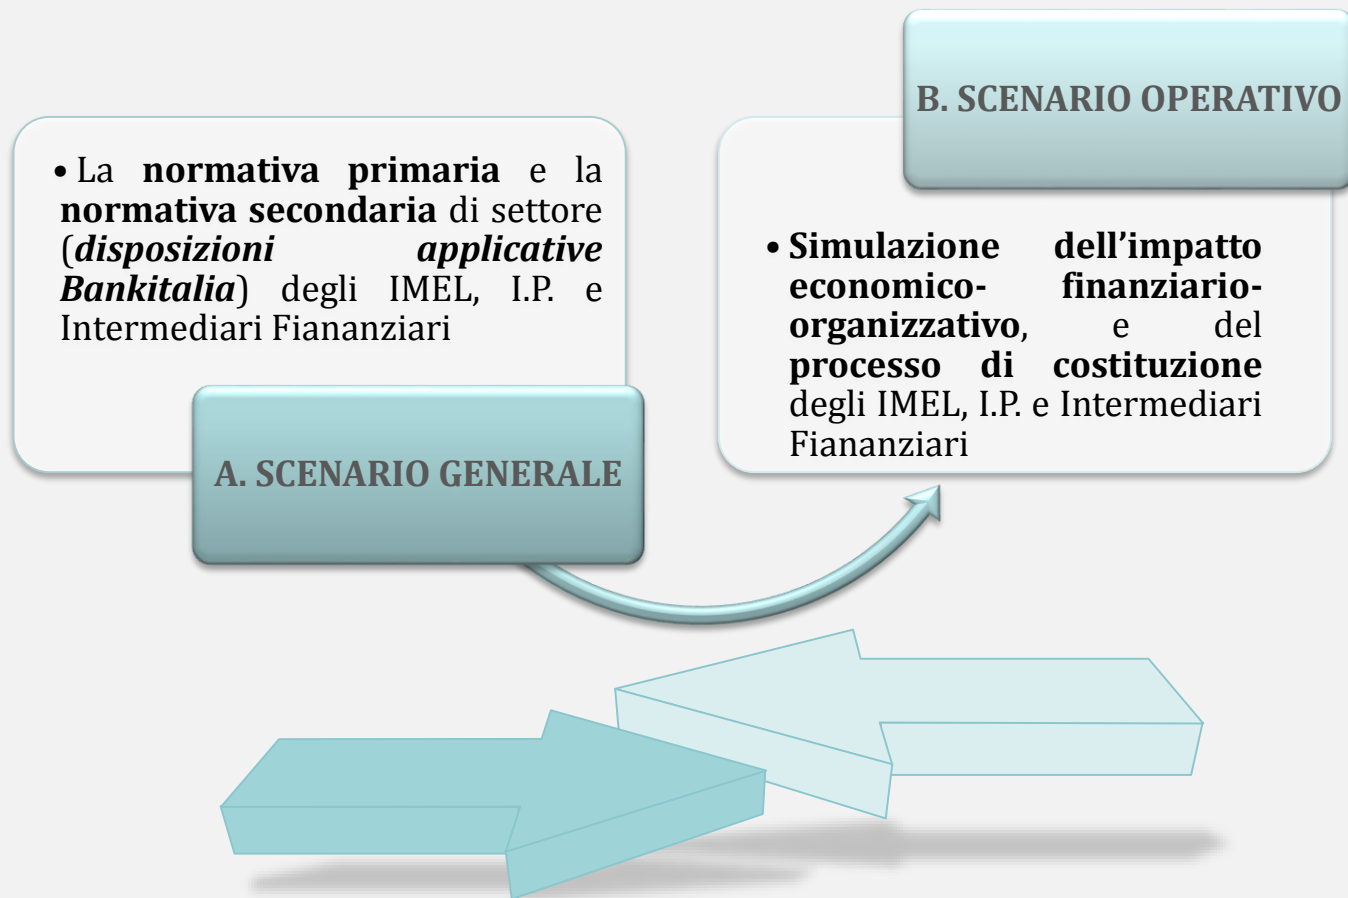 • La normativa primaria e la
normativa secondaria di settore
(disposizioni applicative
Bankitalia) degli IMEL, I.P. e
Intermediari Fiananziari
A. SCENARIO GENERALE
B. SCENARIO OPERATIVO
• Simulazione dell’impatto
economico- finanziario-
organizzativo, e del
processo di costituzione
degli IMEL, I.P. e Intermediari
Fiananziari